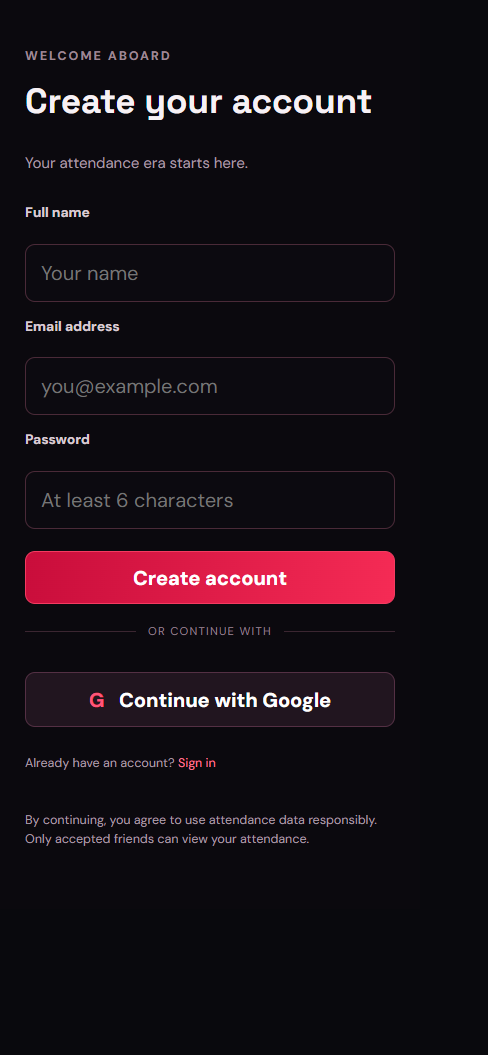 WELCOME ABOARD
Create your account
Your attendance era starts here.
Full name
Your name
Email address
you@example.com
Password
At least 6 characters
Create account
OR CONTINUE WITH
G Continue with Google
Already have an account? Sign in
By continuing, you agree to use attendance data responsibly.
Only accepted friends can view your attendance.